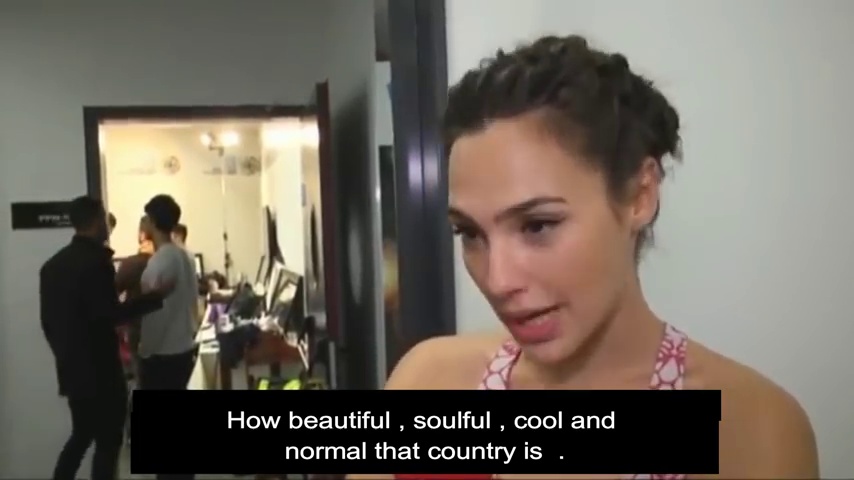 How beautiful , soulful , cool and
normal that country is .